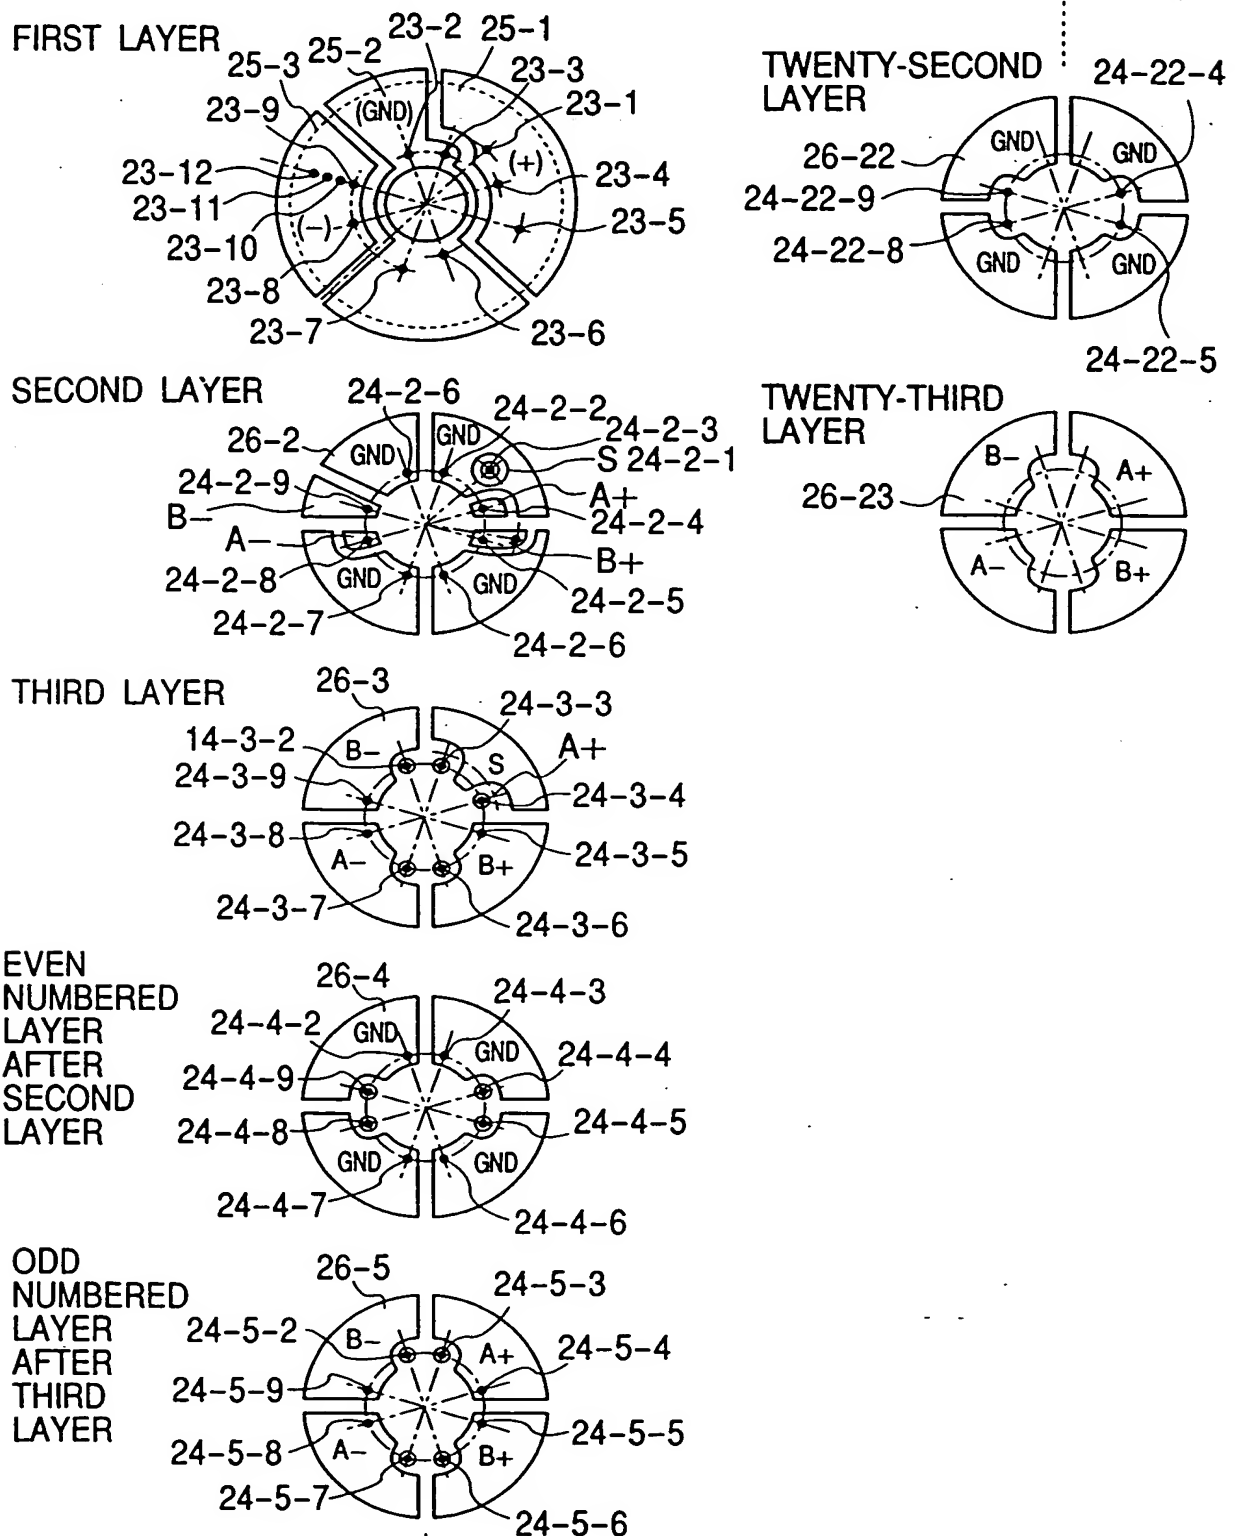 FIRST LAYER
23-2
25-1
25-2
25-3
23-3
23-9
23-1
(GND)
(+)
23-12
23-4
23-11
(-)
23-5
23-10
23-8
23-7
23-6
SECOND LAYER
24-2-6
24-2-2
26-2
GND
GND
24-2-3
S 24-2-1
24-2-9
A+
B-
24-2-4
A-
B+
24-2-8
GND
GND
24-2-5
24-2-7
24-2-6
THIRD LAYER
26-3
24-3-3
14-3-2
B-
S
A+
24-3-9
24-3-4
24-3-8
A-
B+
24-3-5
24-3-7
24-3-6
EVEN
NUMBERED
LAYER
AFTER
SECOND
LAYER
26-4
24-4-3
24-4-2
GND
GND
24-4-4
24-4-9
24-4-8
24-4-5
GND
GND
24-4-7
24-4-6
ODD
NUMBERED
LAYER
AFTER
THIRD
LAYER
26-5
24-5-3
24-5-2
B-
A+
24-5-4
24-5-9
24-5-8
A-
B+
24-5-5
24-5-7
24-5-6
TWENTY-SECOND
LAYER
24-22-4
GND
GND
26-22
24-22-9
24-22-8
GND
GND
24-22-5
TWENTY-THIRD
LAYER
B-
A+
26-23
A-
B+